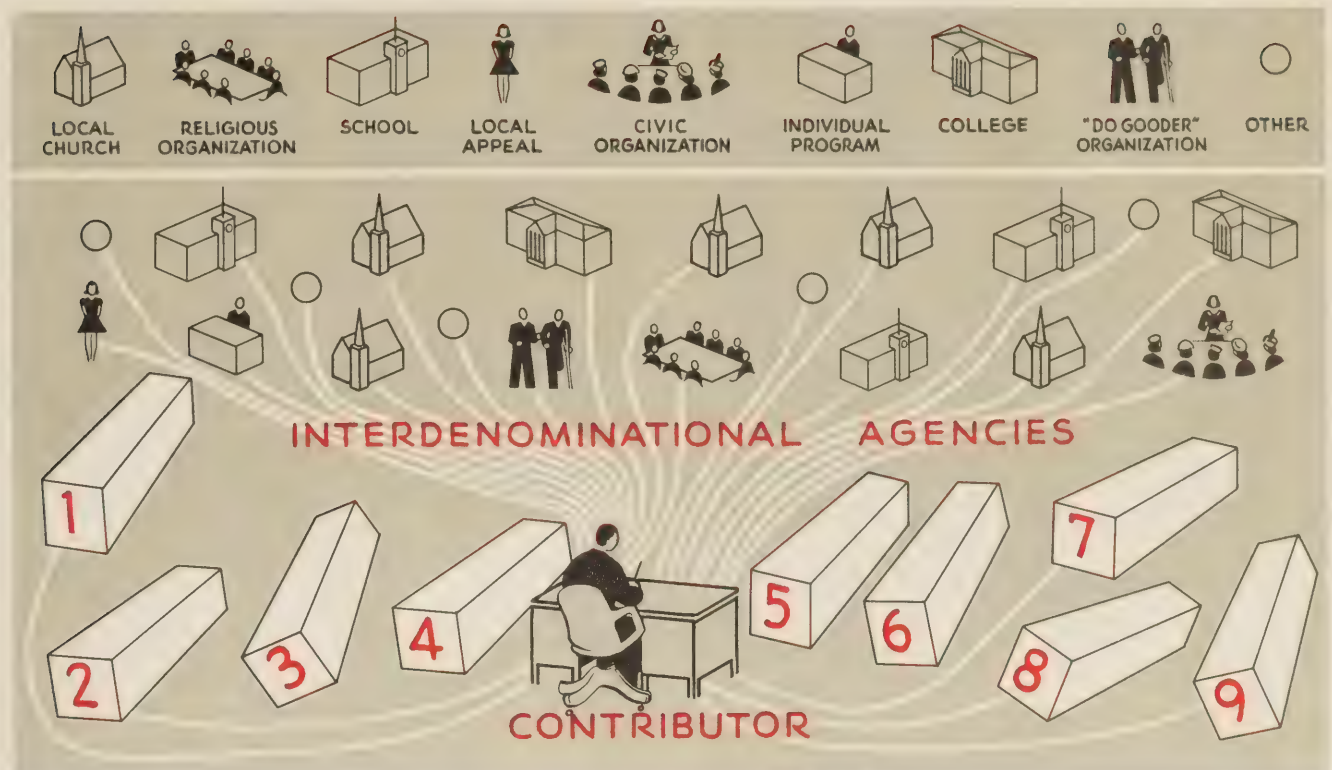 LOCAL
CHURCH
RELIGIOUS
ORGANIZATION
SCHOOL
LOCAL
APPEAL
CIVIC
ORGANIZATION
INDIVIDUAL
PROGRAM
COLLEGE
"DO GOODER"
ORGANIZATION
OTHER
INTERDENOMINATIONAL AGENCIES
1
2
3
4
5
6
7
8
9
CONTRIBUTOR